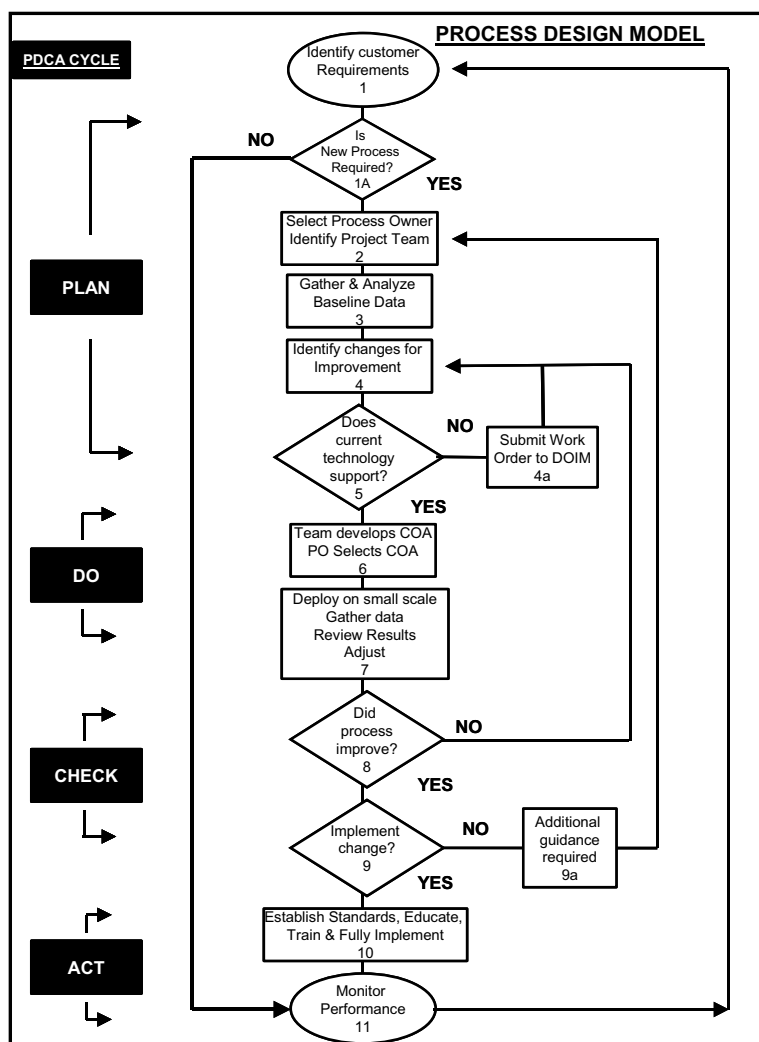 PROCESS DESIGN MODEL
PDCA CYCLE
Identify customer
Requirements
1
NO
Is
New Process
Required?
1A
YES
Select Process Owner
Identify Project Team
2
PLAN
Gather & Analyze
Baseline Data
3
Identify changes for
Improvement
4
Does
current
technology
support?
5
NO
Submit Work
Order to DOIM
4a
YES
DO
Team develops COA
PO Selects COA
6
Deploy on small scale
Gather data
Review Results
Adjust
7
Did
process
improve?
8
NO
YES
CHECK
Implement
change?
9
NO
Additional
guidance
required
9a
YES
ACT
Establish Standards, Educate,
Train & Fully Implement
10
Monitor
Performance
11